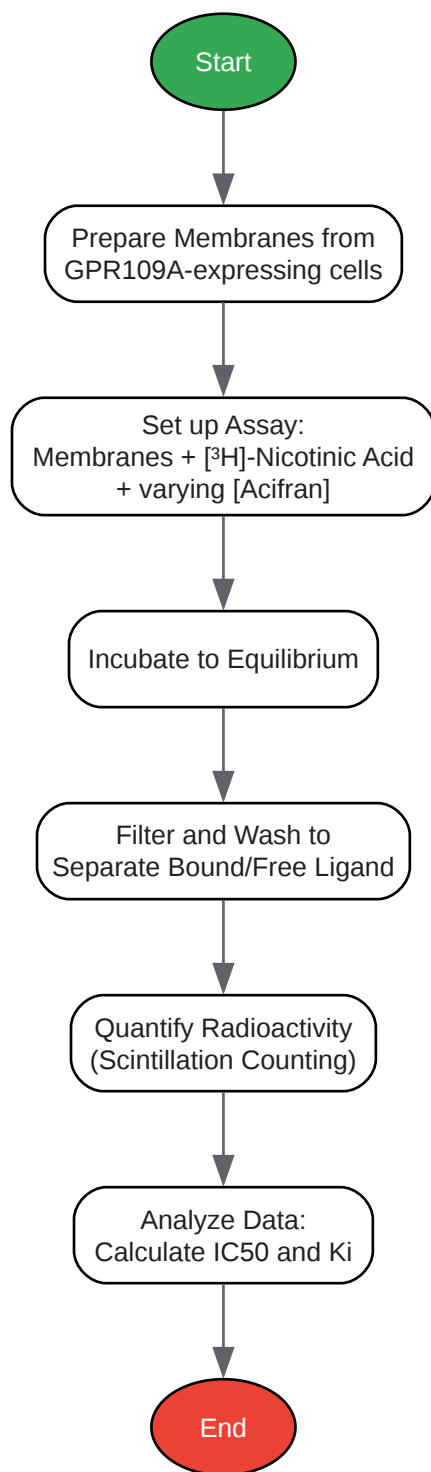 Start
Prepare Membranes from
GPR109A-expressing cells
Set up Assay:
Membranes + [³H]-Nicotinic Acid
+ varying [Acifran]
Incubate to Equilibrium
Filter and Wash to
Separate Bound/Free Ligand
Quantify Radioactivity
(Scintillation Counting)
Analyze Data:
Calculate IC50 and Ki
End